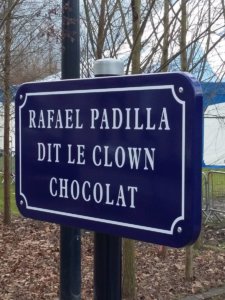 RAFAEL PADILLA
DIT LE CLOWN
CHOCOLAT